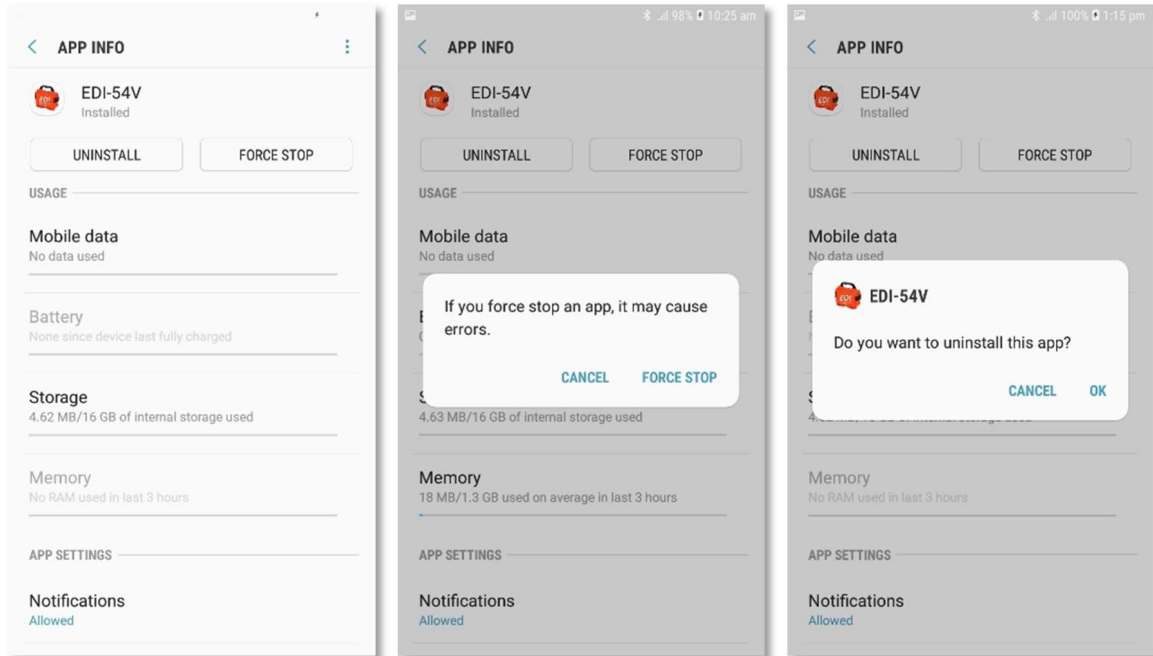 APP INFO
EDI
EDI-54V
Installed
UNINSTALL
FORCE STOP
USAGE
Mobile data
No data used
Battery
None since device last fully charged
Storage
4.62 MB/16 GB of internal storage used
Memory
No RAM used in last 3 hours
APP SETTINGS
Notifications
Allowed
98% 10:25 am
APP INFO
EDI
EDI-54V
Installed
UNINSTALL
FORCE STOP
USAGE
Mobile data
No data used
If you force stop an app, it may cause
errors.
CANCEL
FORCE STOP
4.63 MB/16 GB of internal storage used
Memory
18 MB/1.3 GB used on average in last 3 hours
APP SETTINGS
Notifications
Allowed
100% 1:15 pm
APP INFO
EDI
EDI-54V
Installed
UNINSTALL
FORCE STOP
USAGE
Mobile data
No data used
EDI
EDI-54V
Do you want to uninstall this app?
CANCEL
OK
Memory
No RAM used in last 3 hours
APP SETTINGS
Notifications
Allowed